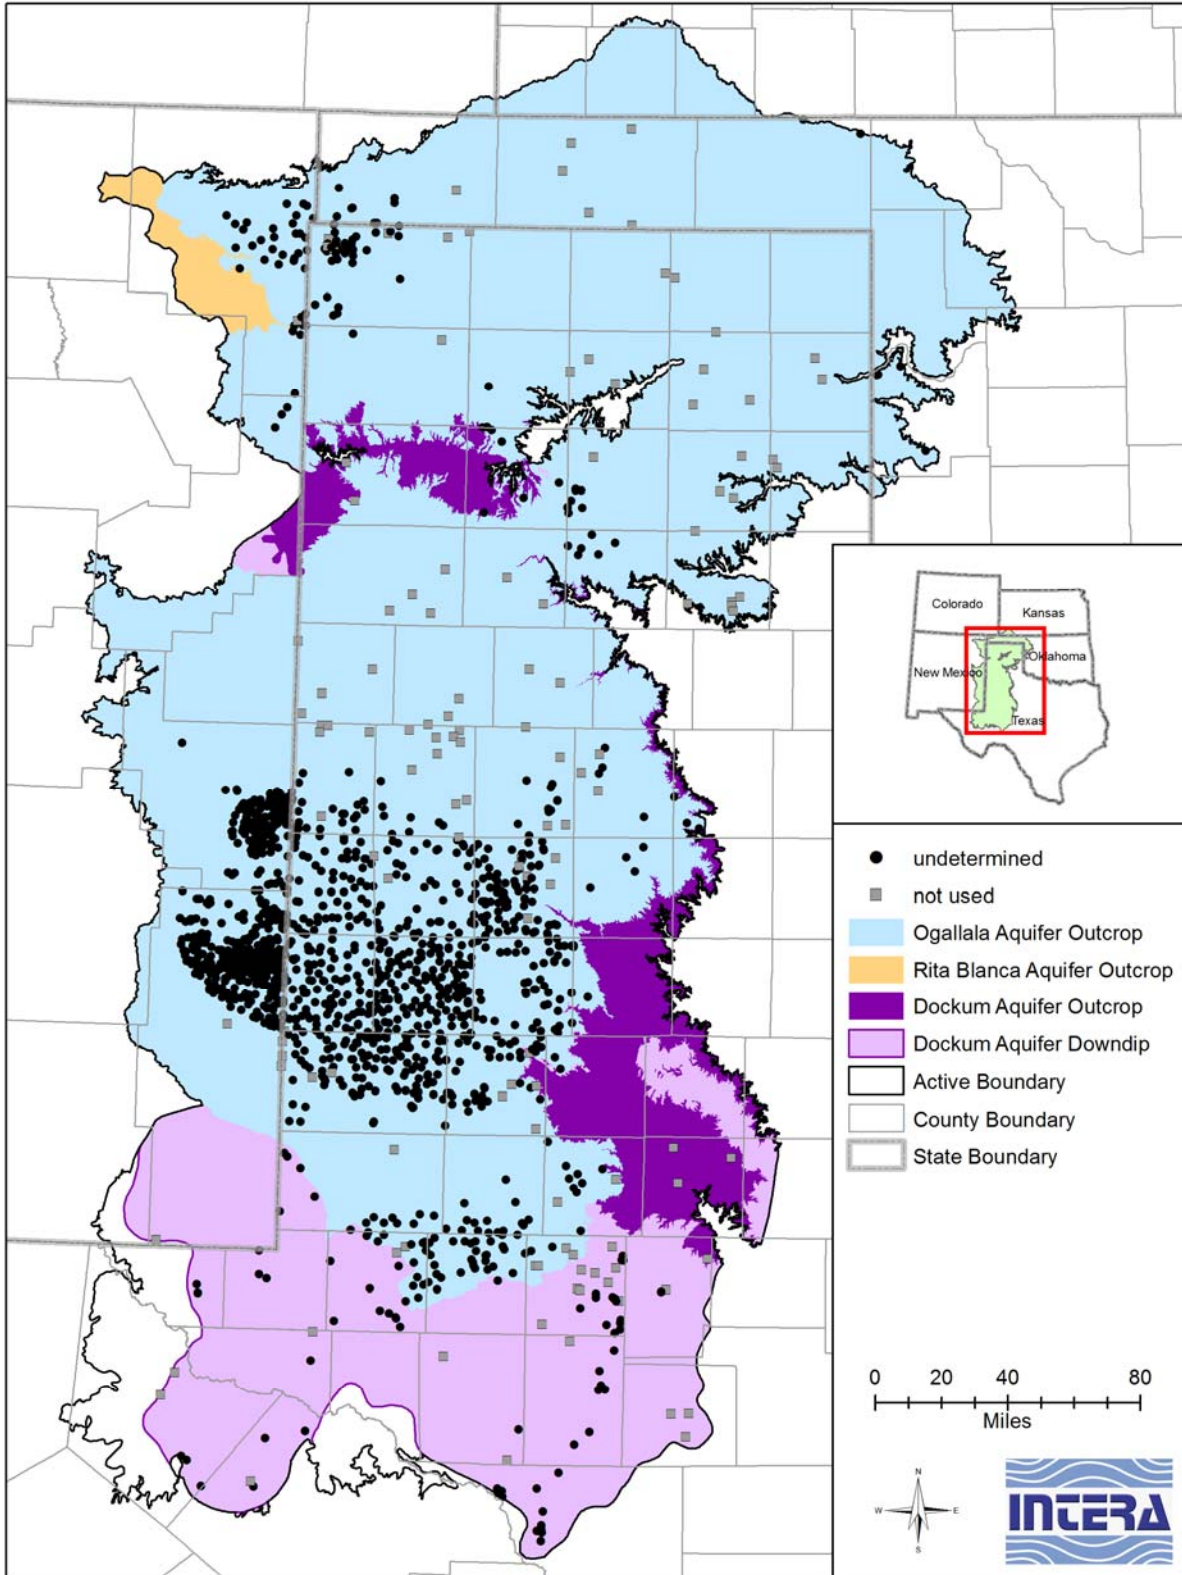 Colorado
Kansas
New Mexico
Oklahoma
Texas
undetermined
not used
Ogallala Aquifer Outcrop
Rita Blanca Aquifer Outcrop
Dockum Aquifer Outcrop
Dockum Aquifer Downdip
Active Boundary
County Boundary
State Boundary
0 20 40 80
Miles
N
W E
S
INTERA